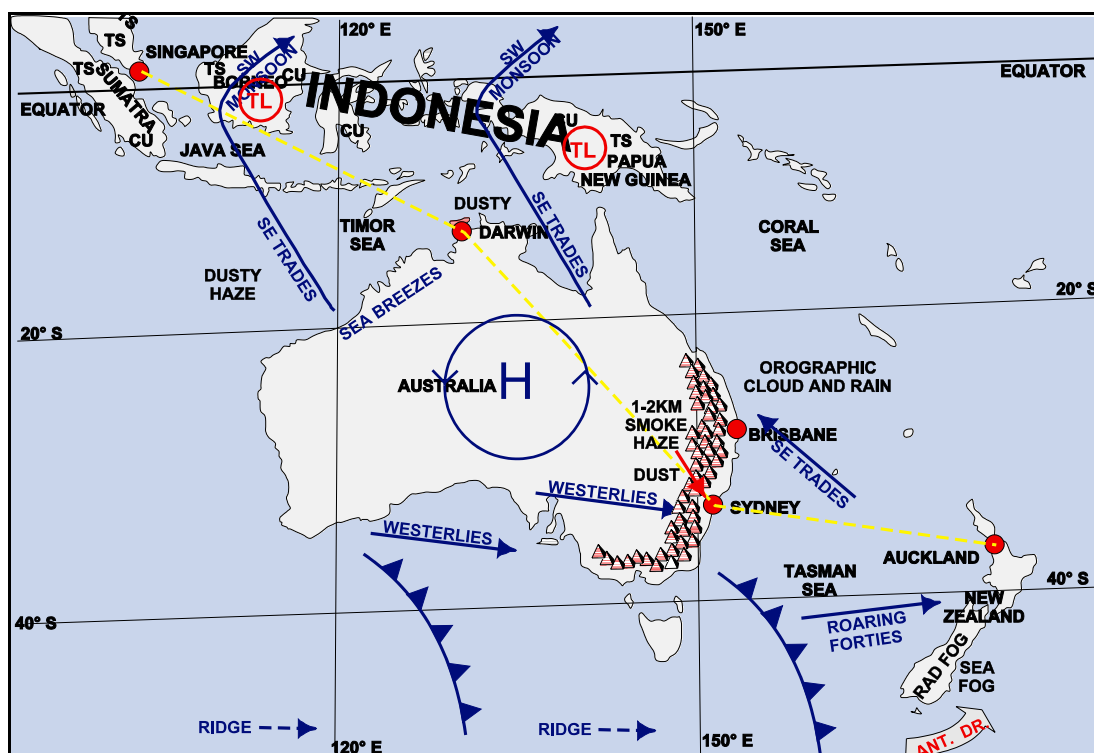 120° E
150° E
TS
TS
SINGAPORE
TS
TS
SW
MONSOON
SW
MONSOON
BORNEO
CU
TL
INDONESIA
EQUATOR
EQUATOR
SUMATRA
CU
JAVA SEA
CU
CU
TS
TL
PAPUA
NEW GUINEA
DUSTY
TIMOR
SEA
DARWIN
CORAL
SEA
SE TRADES
SE TRADES
DUSTY
HAZE
SEA BREEZES
20° S
20° S
AUSTRALIA
H
OROGRAPHIC
CLOUD AND RAIN
1-2KM
SMOKE
HAZE
BRISBANE
DUST
SE TRADES
WESTERLIES
SYDNEY
WESTERLIES
AUCKLAND
TASMAN
SEA
40° S
NEW
ZEALAND
40° S
ROARING
FORTIES
RAD FOG
SEA
FOG
RIDGE
RIDGE
ANT. DR.
120° E
150° E